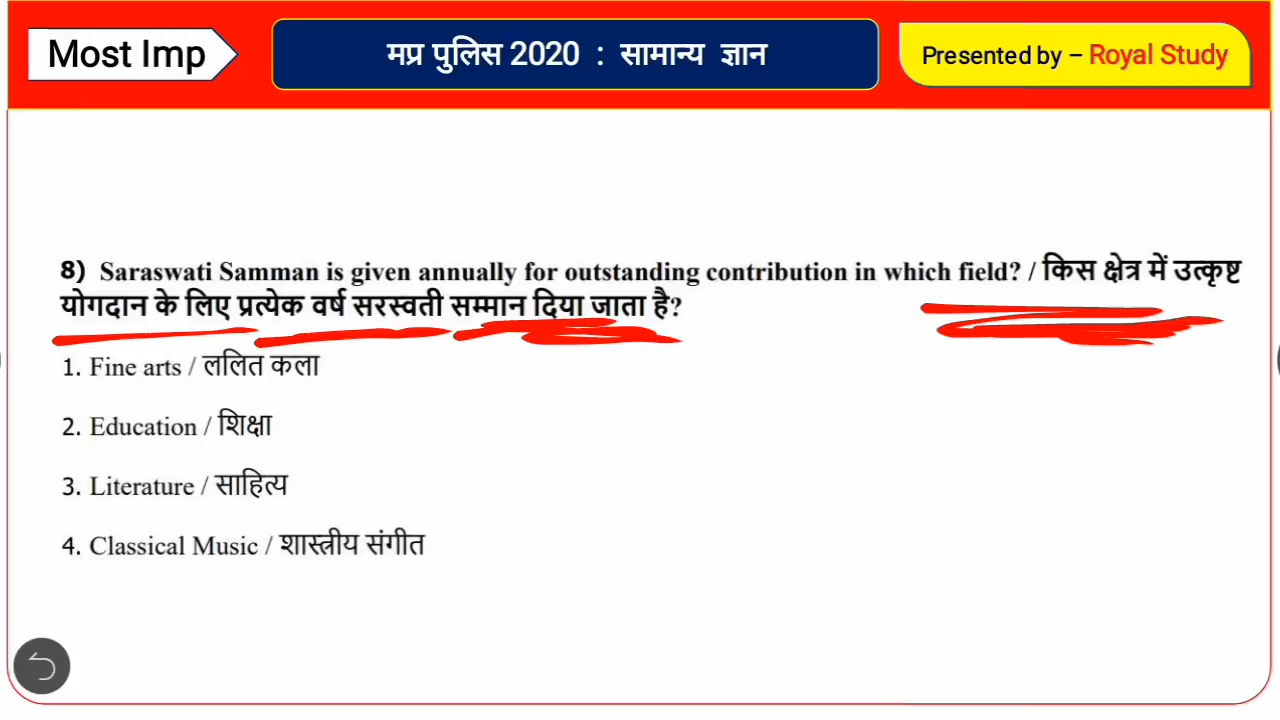 Most Imp
मप्र पुलिस 2020 : सामान्य ज्ञान
Presented by – Royal Study
8) Saraswati Samman is given annually for outstanding contribution in which field? / किस क्षेत्र में उत्कृष्ट
योगदान के लिए प्रत्येक वर्ष सरस्वती सम्मान दिया जाता है?
1. Fine arts / ललित कला
2. Education / शिक्षा
3. Literature / साहित्य
4. Classical Music / शास्त्रीय संगीत